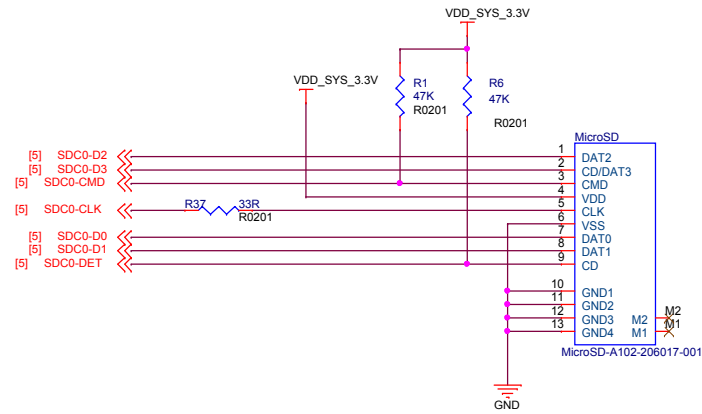 VDD_SYS_3.3V
VDD_SYS_3.3V
R1
47K
R0201
R6
47K
R0201
MicroSD
[5] SDC0-D2
1 DAT2
[5] SDC0-D3
2 CD/DAT3
[5] SDC0-CMD
3 CMD
4 VDD
[5] SDC0-CLK
R37 33R
R0201
5 CLK
6 VSS
[5] SDC0-D0
7 DAT0
[5] SDC0-D1
8 DAT1
[5] SDC0-DET
9 CD
10 GND1
11 GND2
12 GND3 M2 M2
13 GND4 M1 M1
MicroSD-A102-206017-001
GND